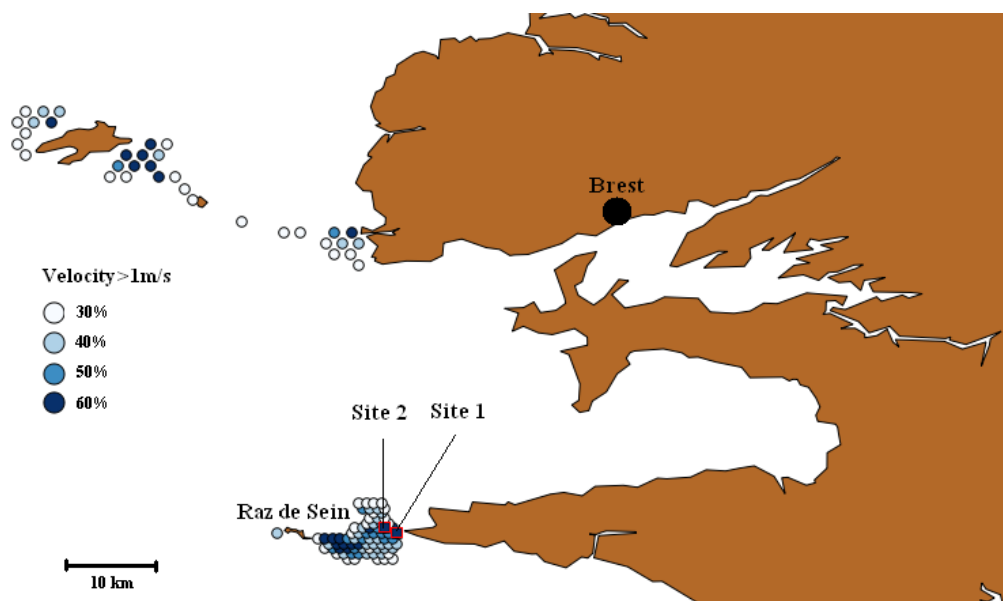 Brest
Velocity>1m/s
30%
40%
50%
60%
Site 2
Site 1
Raz de Sein
10 km